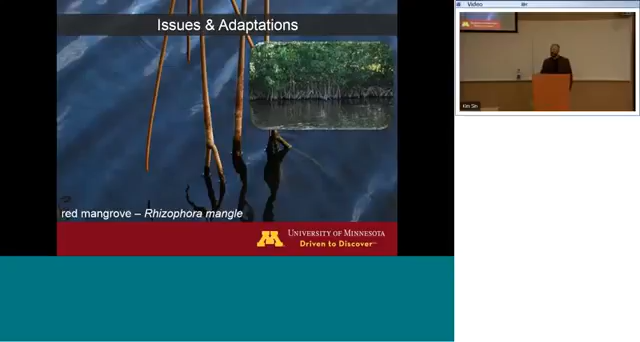 Issues & Adaptations
red mangrove – Rhizophora mangle
UNIVERSITY OF MINNESOTA
Driven to Discover
Video